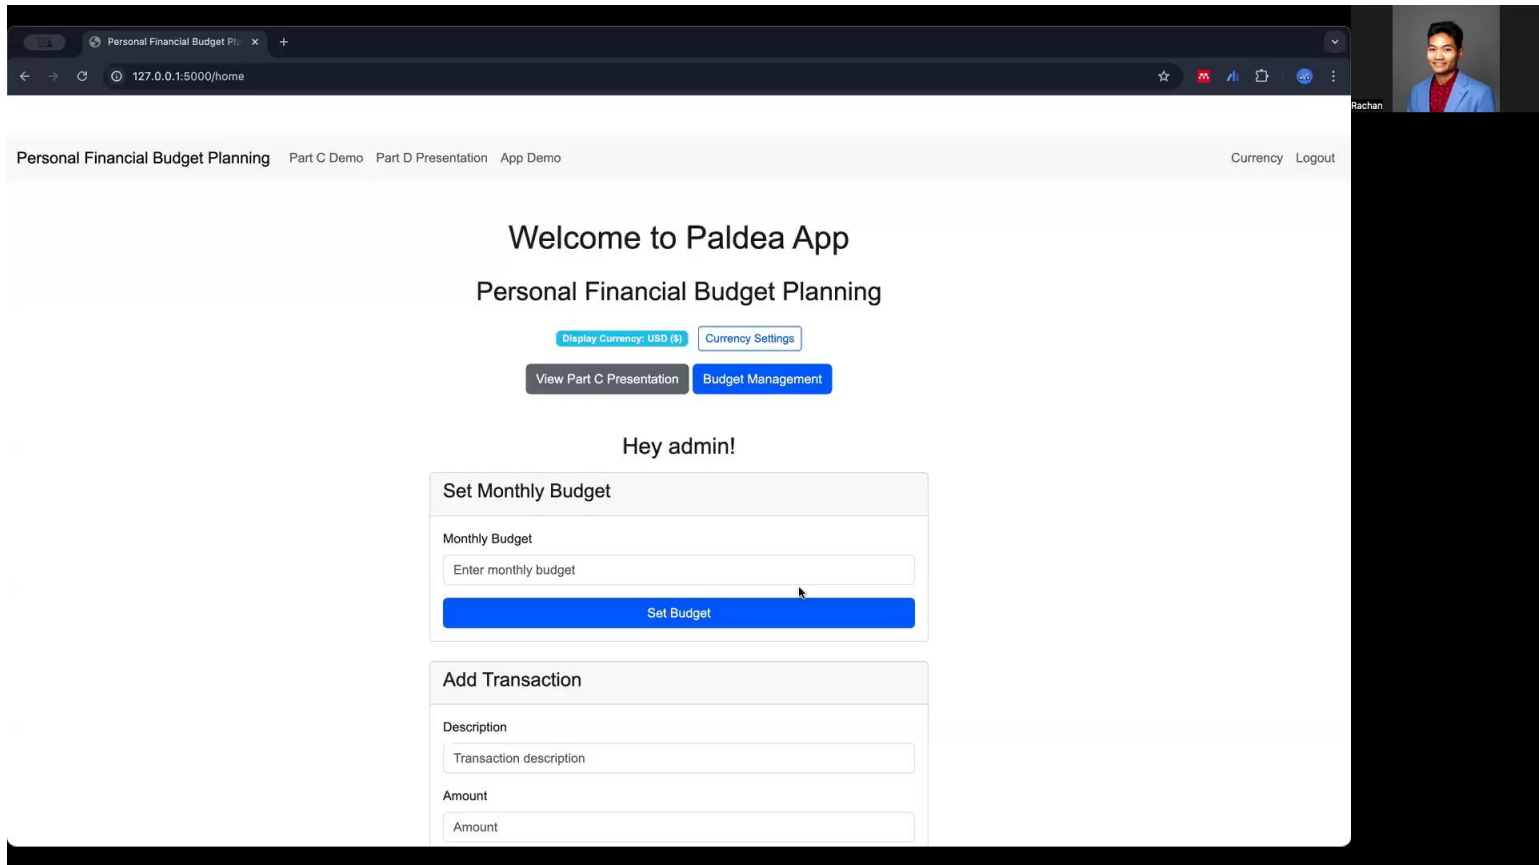 Personal Financial Budget Pla
127.0.0.1:5000/home
Rachan
Personal Financial Budget Planning Part C Demo Part D Presentation App Demo Currency Logout
Welcome to Paldea App
Personal Financial Budget Planning
Display Currency: USD ($) Currency Settings
View Part C Presentation Budget Management
Hey admin!
Set Monthly Budget
Monthly Budget
Enter monthly budget
Set Budget
Add Transaction
Description
Transaction description
Amount
Amount